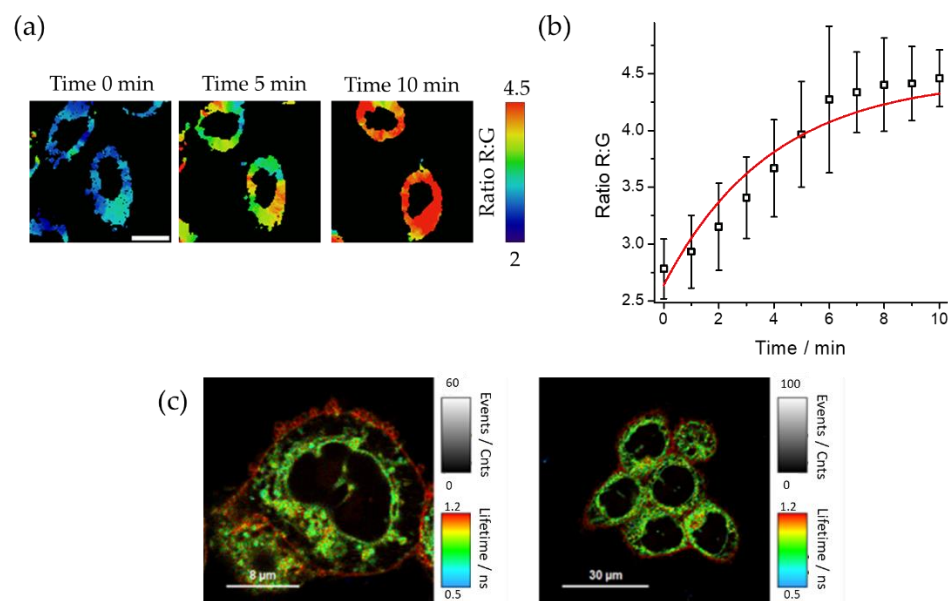 (a)
Time 0 min Time 5 min Time 10 min
4.5
Ratio R:G
2
(b)
4.5
4.0
3.5
3.0
2.5
Ratio R:G
0 2 4 6 8 10
Time / min
(c)
60
Events / Cnts
0
1.2
Lifetime / ns
0.5
8 µm
100
Events / Cnts
0
1.2
Lifetime / ns
0.5
30 µm